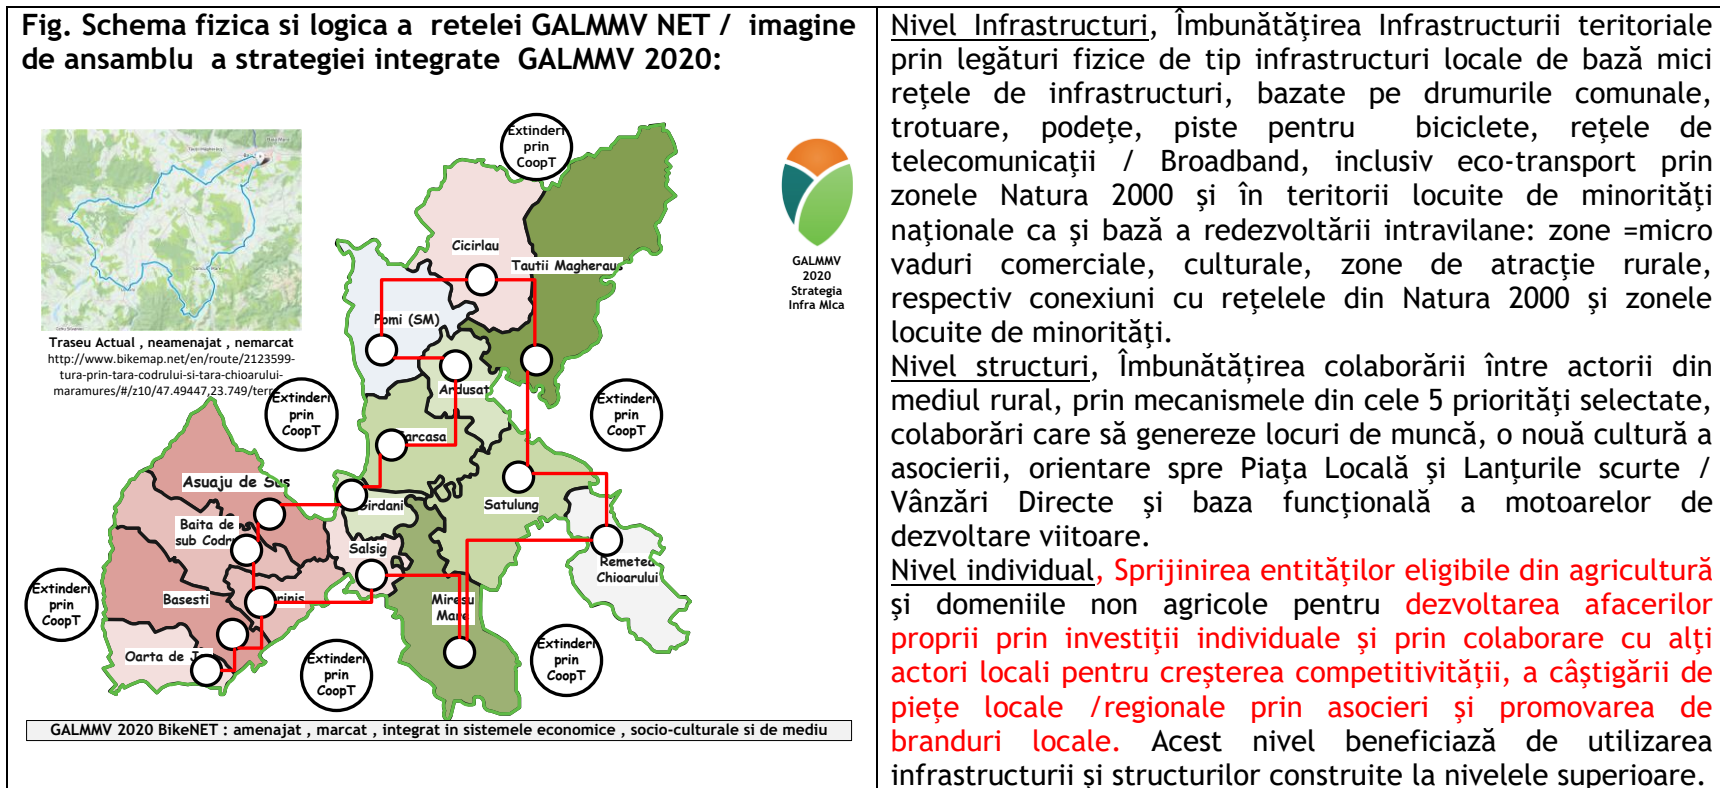 Fig. Schema fizica si logica a retelei GALMMV NET / imagine
de ansamblu a strategiei integrate GALMMV 2020:
Extinderi
prin
CoopT
Cicirlau
Tautii Magheraus
GALMMV
2020
Strategia
Infra MIca
Pomi (SM)
Traseu Actual , neamenajat , nemarcat
http://www.bikemap.net/en/route/2123599-
tura-prin-tara-codrului-si-tara-chioarului-
maramures/#/z10/47.49447,23.749/terr
Ardusat
Extinderi
prin
CoopT
Extinderi
prin
CoopT
arcasa
Asuaju de Sus
Satulung
irdani
Baita de
sub Codru
Salsig
Remetea
Chioarului
Extinderi
prin
CoopT
Basesti
rinis
Miresu
Mare
Oarta de J
Extinderi
prin
CoopT
Extinderi
prin
CoopT
GALMMV 2020 BikeNET : amenajat , marcat , integrat in sistemele economice , socio-culturale si de mediu
Nivel Infrastructuri, Îmbunătăţirea Infrastructurii teritoriale
prin legături fizice de tip infrastructuri locale de bază mici
reţele de infrastructuri, bazate pe drumurile comunale,
trotuare, podeţe, piste pentru biciclete, reţele de
telecomunicaţii / Broadband, inclusiv eco-transport prin
zonele Natura 2000 şi în teritorii locuite de minorităţi
naţionale ca şi bază a redezvoltării intravilane: zone =micro
vaduri comerciale, culturale, zone de atracţie rurale,
respectiv conexiuni cu reţelele din Natura 2000 şi zonele
locuite de minorităţi.
Nivel structuri, Îmbunătăţirea colaborării între actorii din
mediul rural, prin mecanismele din cele 5 priorităţi selectate,
colaborări care să genereze locuri de muncă, o nouă cultură a
asocierii, orientare spre Piaţa Locală şi Lanţurile scurte /
Vânzări Directe şi baza funcţională a motoarelor de
dezvoltare viitoare.
Nivel individual, Sprijinirea entităţilor eligibile din agricultură
şi domeniile non agricole pentru dezvoltarea afacerilor
proprii prin investiţii individuale şi prin colaborare cu alţi
actori locali pentru creşterea competitivităţii, a câştigării de
pieţe locale /regionale prin asocieri şi promovarea de
branduri locale. Acest nivel beneficiază de utilizarea
infrastructurii şi structurilor construite la nivelele superioare.